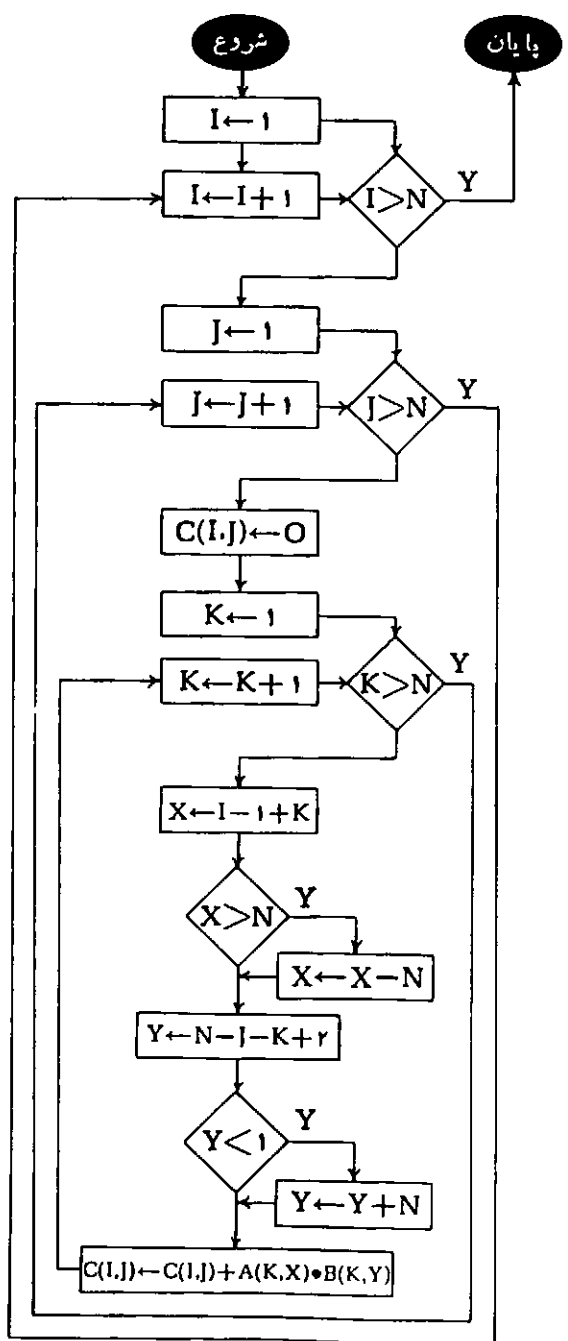 شروع
پایان
I←۱
I←I+۱
I>N
Y
J←۱
J←J+۱
J>N
Y
C(I,J)←O
K←۱
K←K+۱
K>N
Y
X←I−۱+K
X>N
Y
X←X−N
Y←N−J−K+۲
Y<۱
Y
Y←Y+N
C(I,J)←C(I,J)+A(K,X)•B(K,Y)